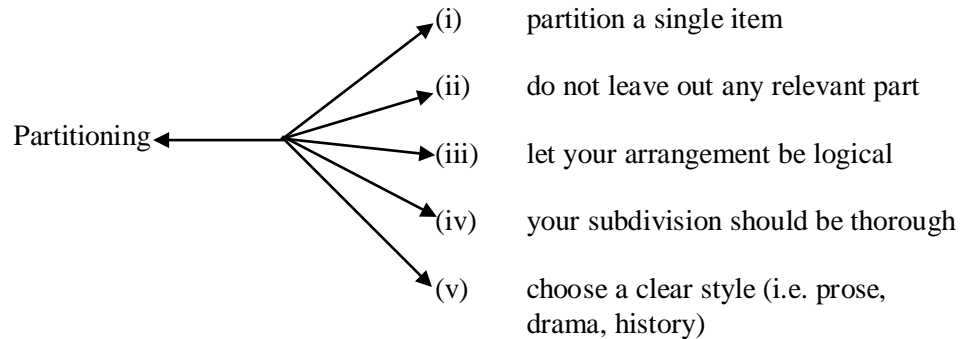 (i) partition a single item
(ii) do not leave out any relevant part
Partitioning
(iii) let your arrangement be logical
(iv) your subdivision should be thorough
(v) choose a clear style (i.e. prose,
drama, history)